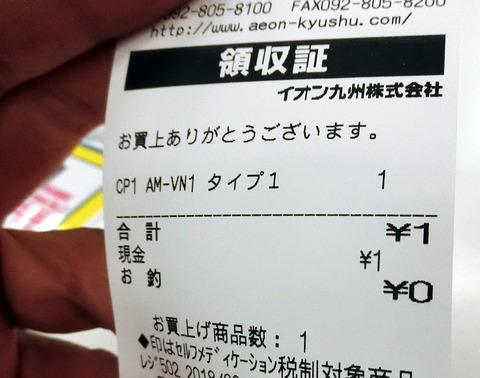 092-805-8100 FAX092-805-8200
http://www.aeon-kyushu.com/
領収証
イオン九州株式会社
お買上ありがとうございます。
CP1 AM-VN1 タイプ1 1
合計 ¥1
現金 ¥1
お釣 ¥0
お買上げ商品数: 1
◆印はセルフメディケーション税制対象商品
レジ502 2018/